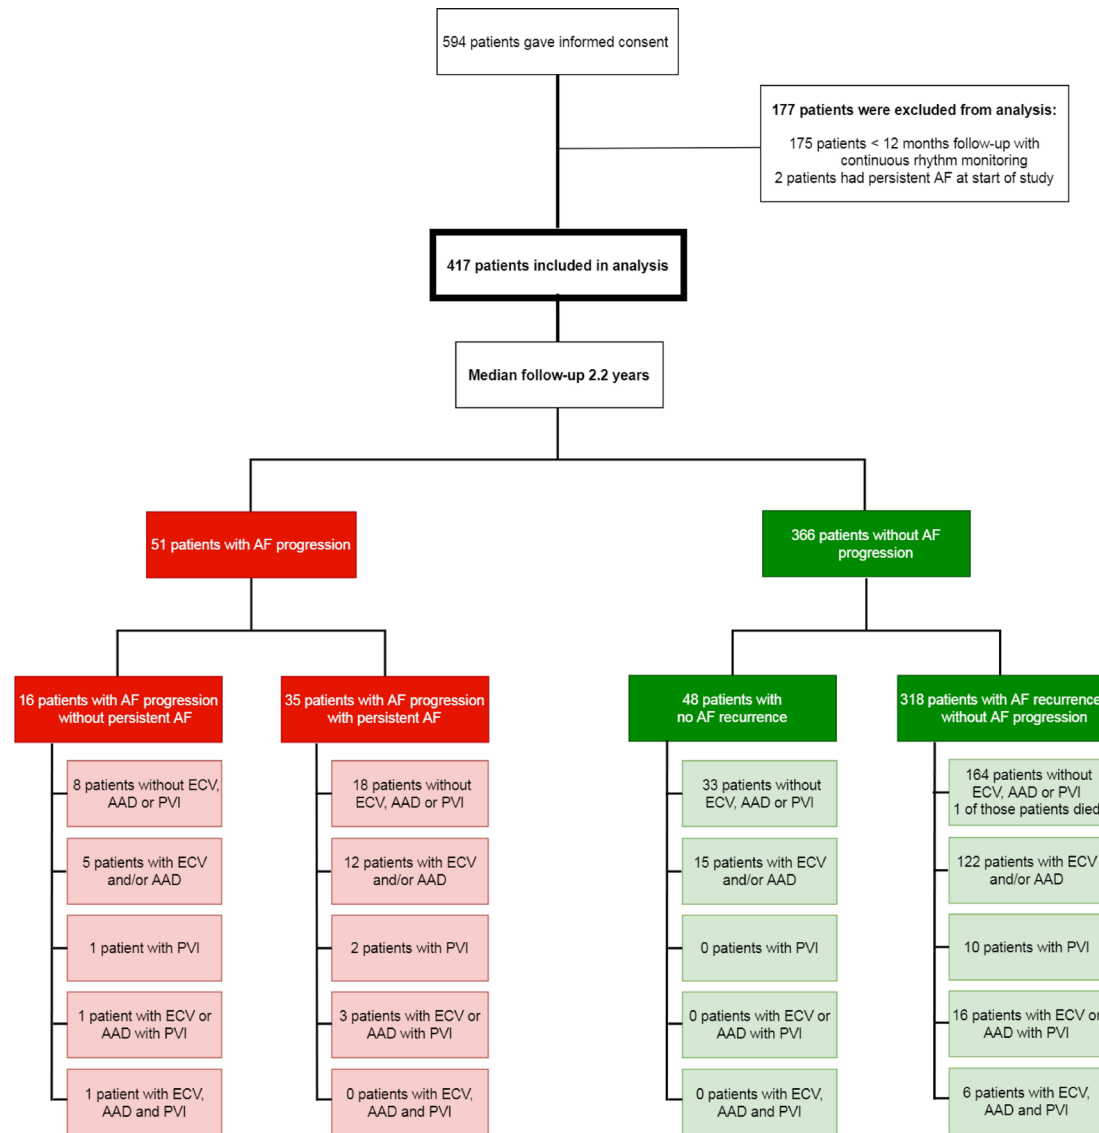 594 patients gave informed consent
177 patients were excluded from analysis:
175 patients < 12 months follow-up with
continuous rhythm monitoring
2 patients had persistent AF at start of study
417 patients included in analysis
Median follow-up 2.2 years
51 patients with AF progression
366 patients without AF
progression
16 patients with AF progression
without persistent AF
35 patients with AF progression
with persistent AF
48 patients with
no AF recurrence
318 patients with AF recurrence
without AF progression
8 patients without ECV,
AAD or PVI
18 patients without
ECV, AAD or PVI
33 patients without
ECV, AAD or PVI
164 patients without
ECV, AAD or PVI
1 of those patients died
5 patients with ECV
and/or AAD
12 patients with ECV
and/or AAD
15 patients with ECV
and/or AAD
122 patients with ECV
and/or AAD
1 patient with PVI
2 patients with PVI
0 patients with PVI
10 patients with PVI
1 patient with ECV or
AAD with PVI
3 patients with ECV or
AAD with PVI
0 patients with ECV or
AAD with PVI
16 patients with ECV or
AAD with PVI
1 patient with ECV,
AAD and PVI
0 patients with ECV,
AAD and PVI
0 patients with ECV,
AAD and PVI
6 patients with ECV,
AAD and PVI